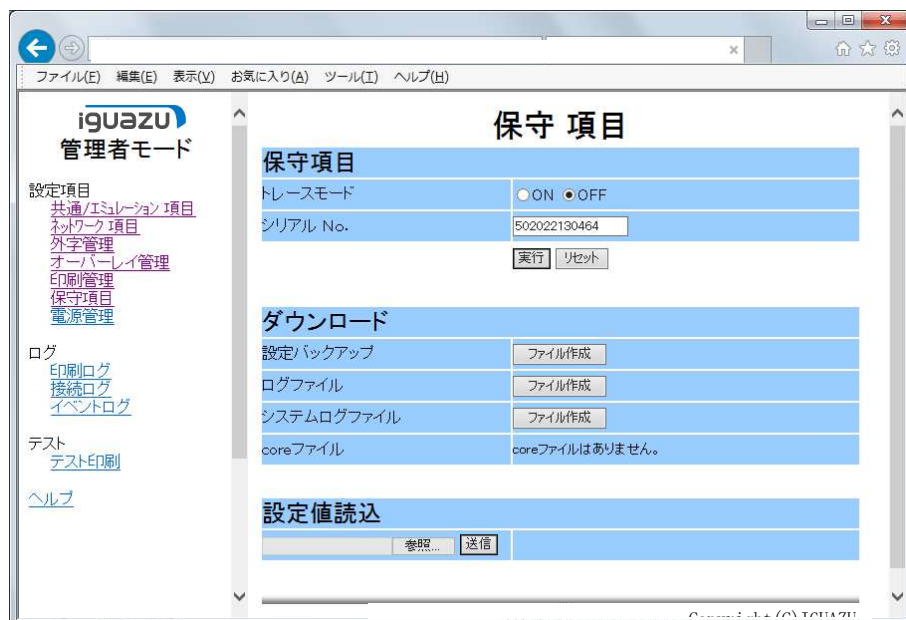 ファイル(F) 編集(E) 表示(V) お気に入り(A) ツール(T) ヘルプ(H)
iguazu
管理者モード
設定項目
共通/エミュレーション 項目
ネットワーク 項目
外字管理
オーバーレイ管理
印刷管理
保守項目
電源管理
ログ
印刷ログ
接続ログ
イベントログ
テスト
テスト印刷
ヘルプ
保守 項目
保守項目
トレースモード ON OFF
シリアル No. 502022130464
実行 リセット
ダウンロード
設定バックアップ ファイル作成
ログファイル ファイル作成
システムログファイル ファイル作成
coreファイル coreファイルはありません。
設定値読込
参照... 送信
Copyright (C) IGUAZU